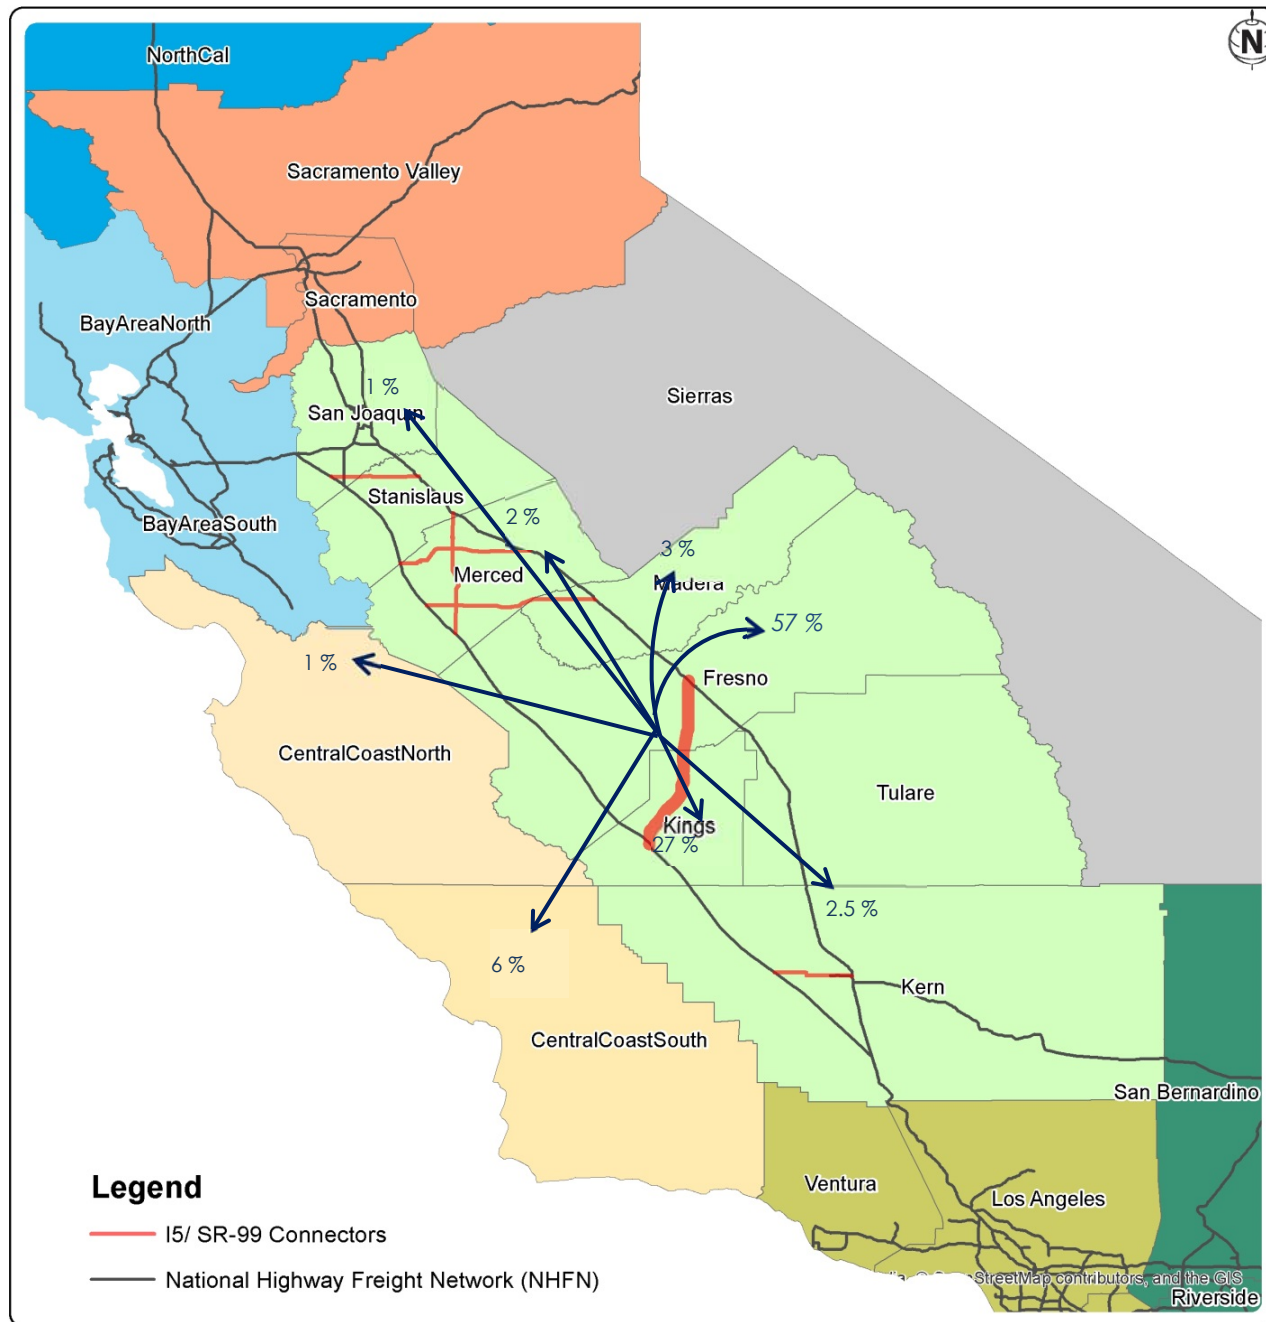 N
NorthCal
Sacramento Valley
Sacramento
BayAreaNorth
1 %
Sierras
San Joaquin
Stanislaus
2 %
BayAreaSouth
3 %
Merced
Madera
57 %
1 %
Fresno
CentralCoastNorth
Tulare
Kings
27 %
2.5 %
6 %
Kern
CentralCoastSouth
San Bernardino
Ventura
Los Angeles
Legend
I5/ SR-99 Connectors
National Highway Freight Network (NHFN)
StreetMap contributors, and the GIS
Riverside